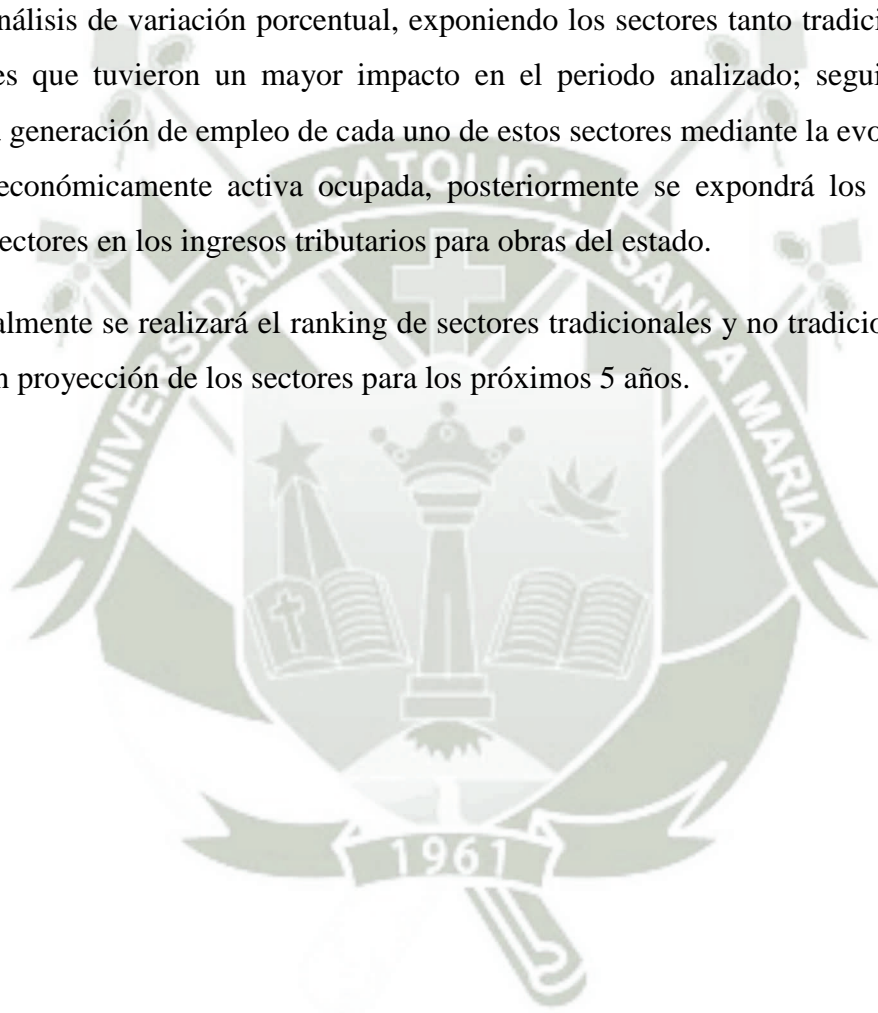 nálisis de variación porcentual, exponiendo los sectores tanto tradici
es que tuvieron un mayor impacto en el periodo analizado; segui
generación de empleo de cada uno de estos sectores mediante la evo
económicamente activa ocupada, posteriormente se expondrá los
ectores en los ingresos tributarios para obras del estado.
almente se realizará el ranking de sectores tradicionales y no tradicio
n proyección de los sectores para los próximos 5 años.
UNIVERSIDAD CATOLICA SANTA MARIA
1961